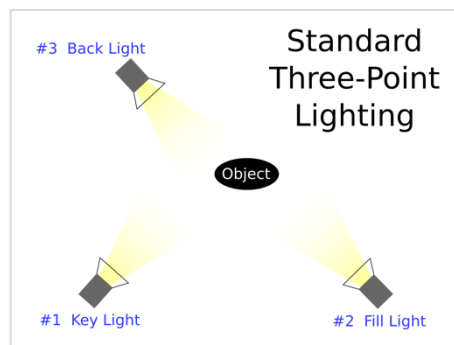 Standard
Three-Point
Lighting
#3  Back Light
Object
#1  Key Light
#2  Fill Light